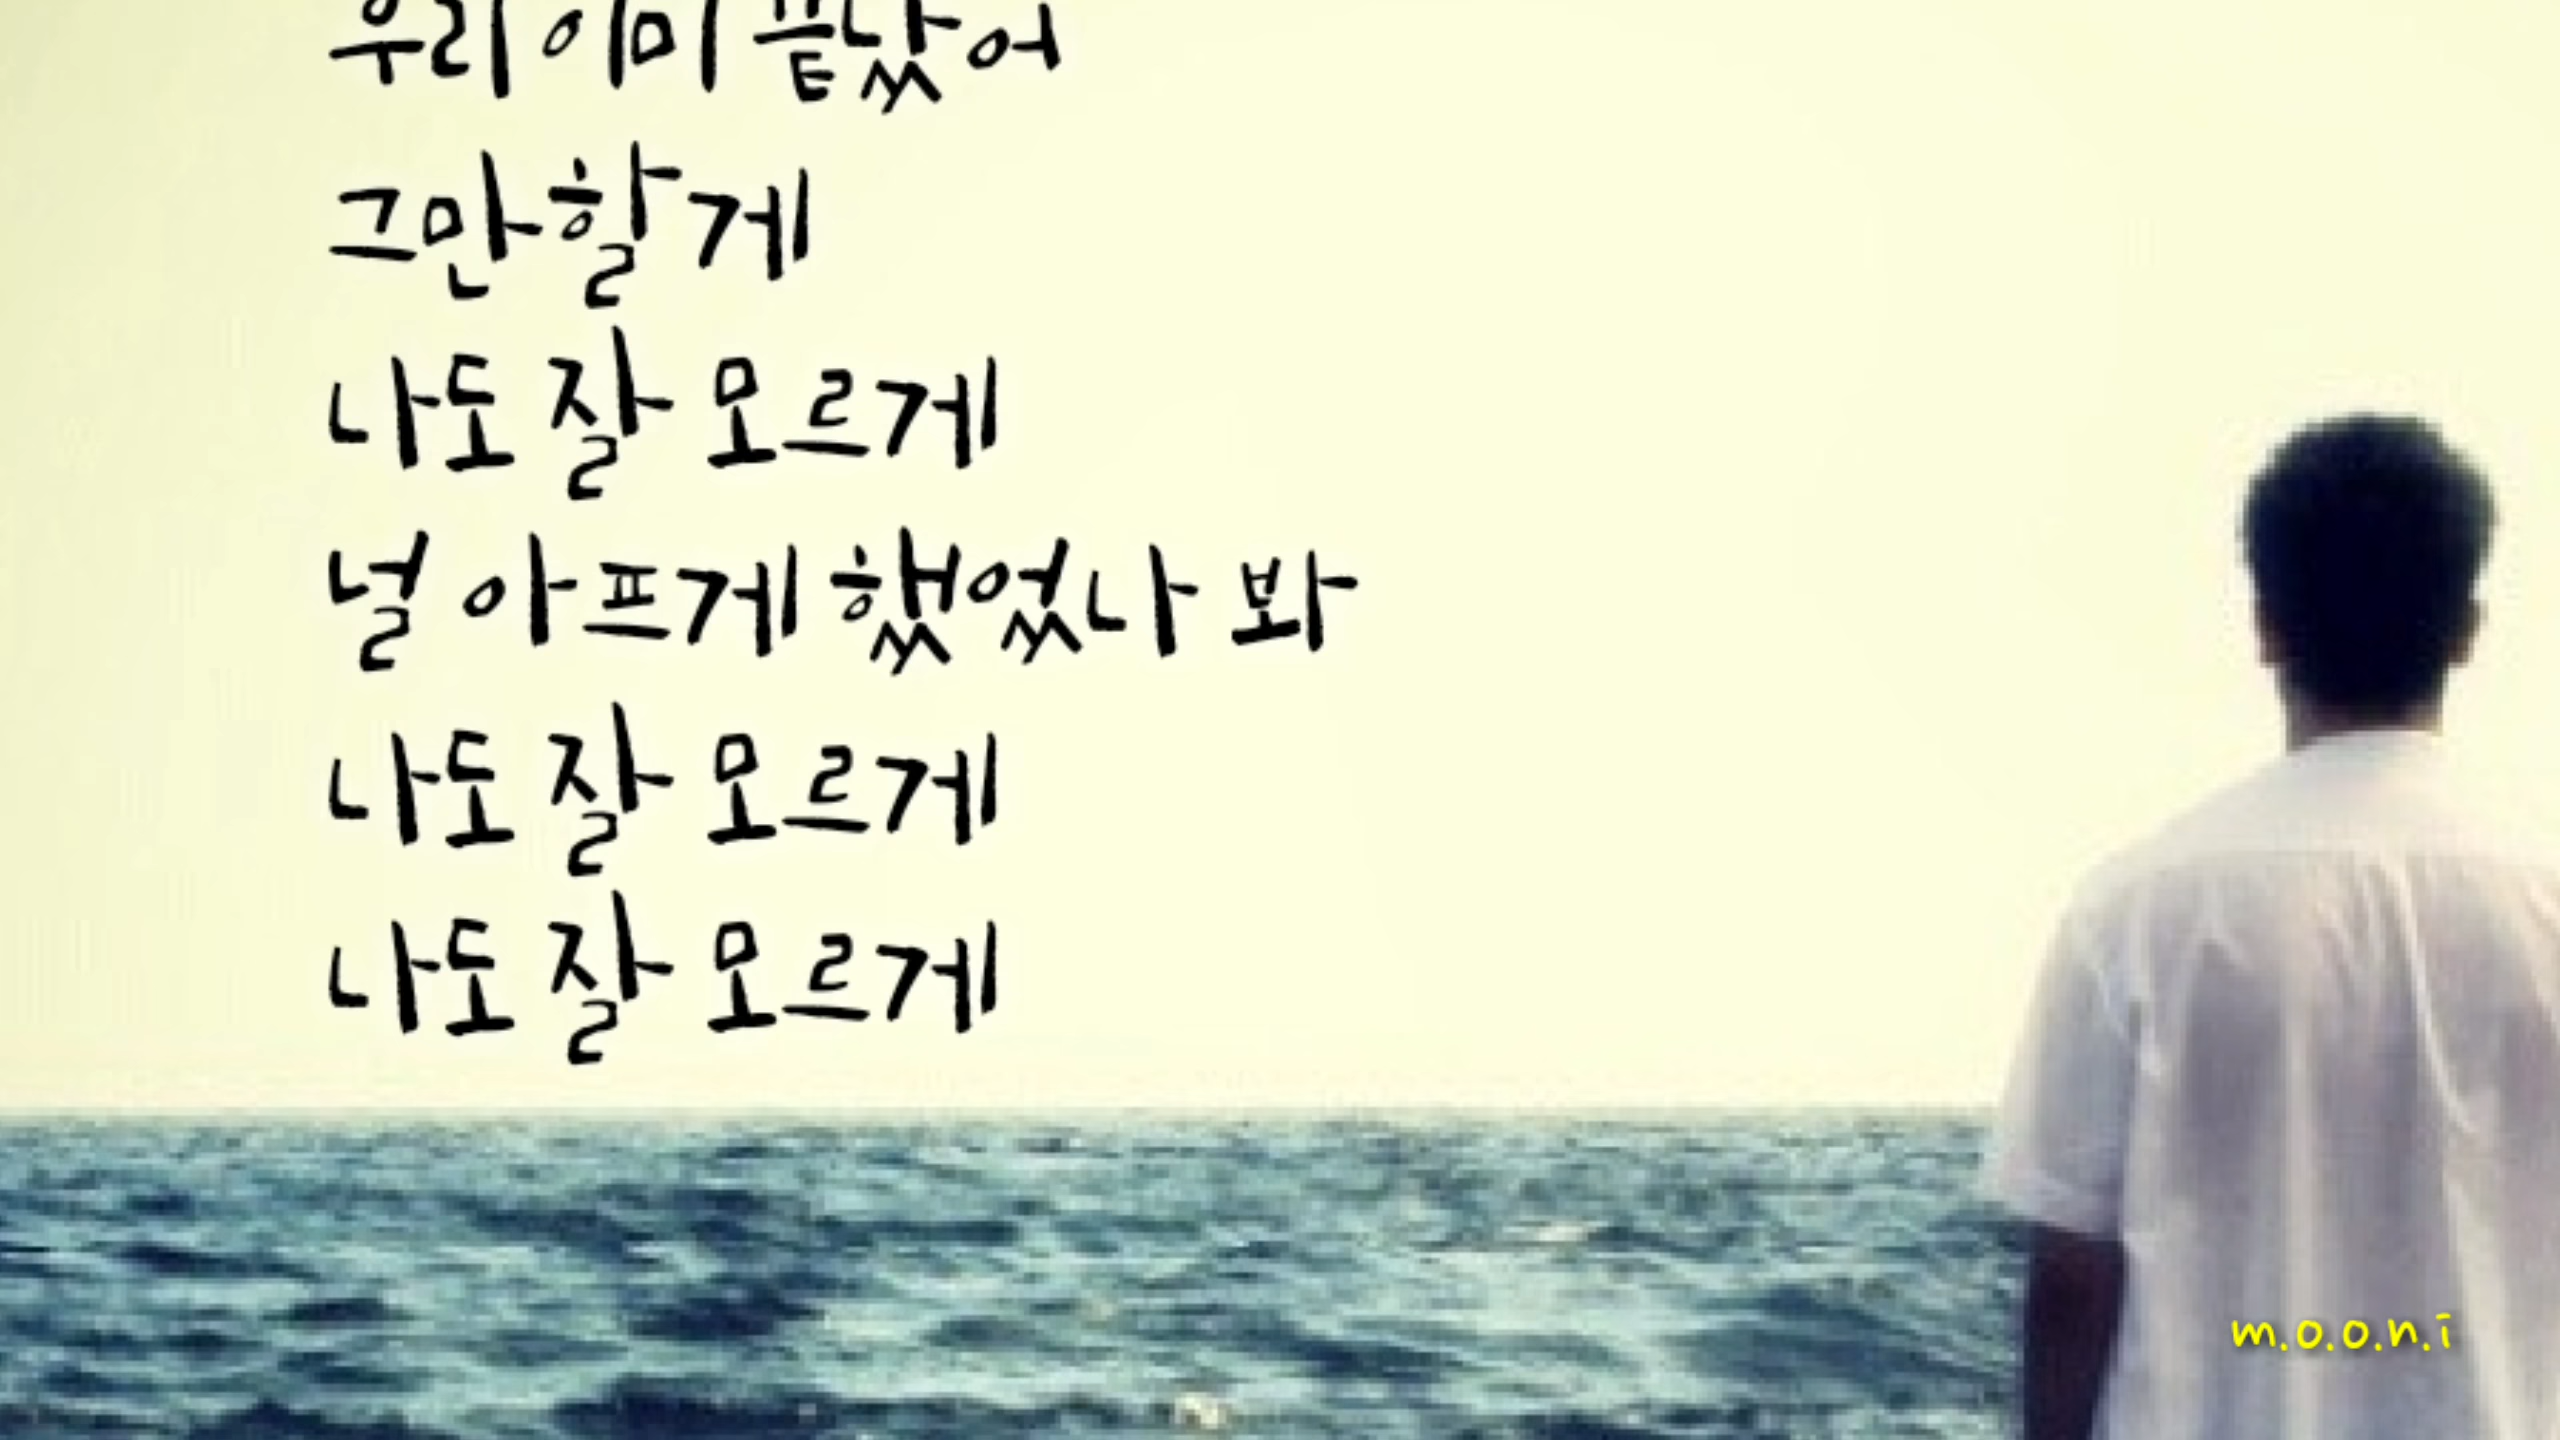 우리 이미 끝났어
그만할게
나도 잘 모르게
널 아프게 했었나 봐
나도 잘 모르게
나도 잘 모르게
m.o.o.n.i